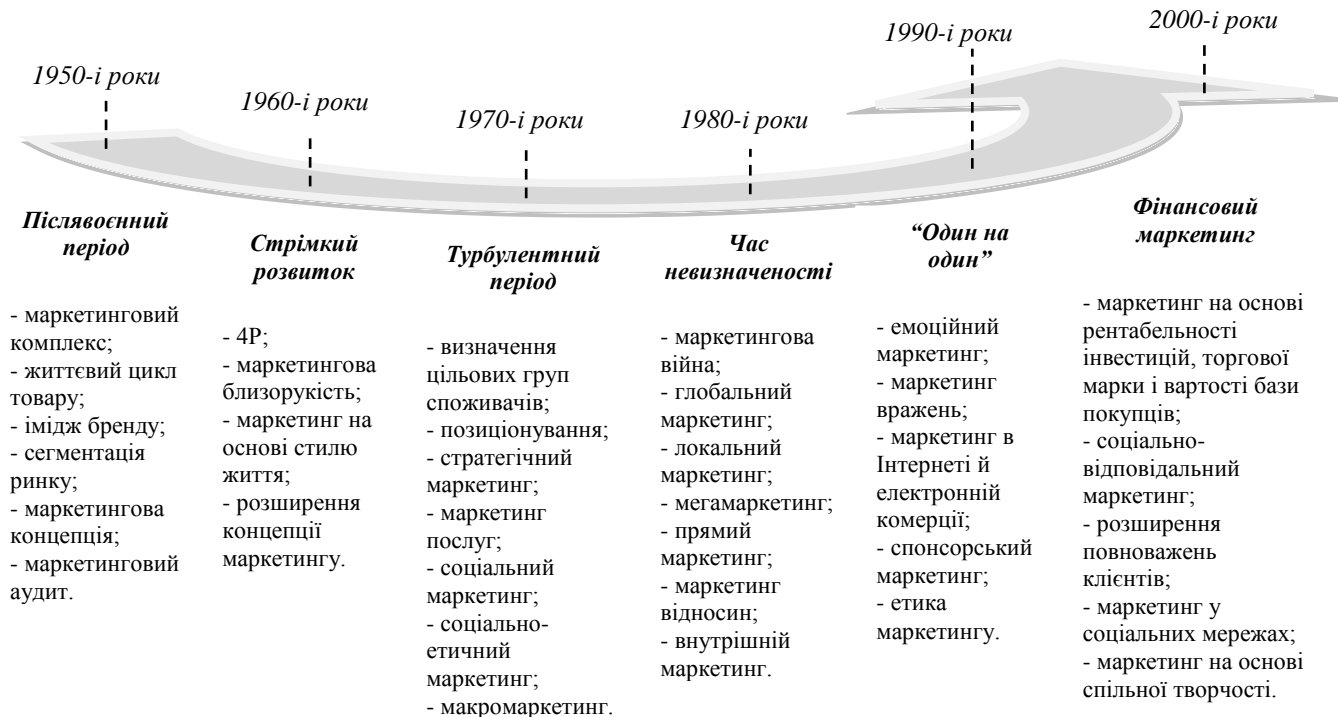 1950-і роки
1960-і роки
1970-і роки
1980-і роки
1990-і роки
2000-і роки
Післявоєнний
період
- маркетинговий
комплекс;
- життєвий цикл
товару;
- імідж бренду;
- сегментація
ринку;
- маркетингова
концепція;
- маркетинговий
аудит.
Стрімкий
розвиток
- 4Р;
- маркетингова
близорукість;
- маркетинг на
основі стилю
життя;
- розширення
концепції
маркетингу.
Турбулентний
період
- визначення
цільових груп
споживачів;
- позиціонування;
- стратегічний
маркетинг;
- маркетинг
послуг;
- соціальний
маркетинг;
- соціально-
етичний
маркетинг;
- макромаркетинг.
Час
невизначеності
- маркетингова
війна;
- глобальний
маркетинг;
- локальний
маркетинг;
- мегамаркетинг;
- прямий
маркетинг;
- маркетинг
відносин;
- внутрішній
маркетинг.
“Один на
один”
- емоційний
маркетинг;
- маркетинг
вражень;
- маркетинг в
Інтернеті й
електронній
комерції;
- спонсорський
маркетинг;
- етика
маркетингу.
Фінансовий
маркетинг
- маркетинг на основі
рентабельності
інвестицій, торгової
марки і вартості бази
покупців;
- соціально-
відповідальний
маркетинг;
- розширення
повноважень
клієнтів;
- маркетинг у
соціальних мережах;
- маркетинг на основі
спільної творчості.